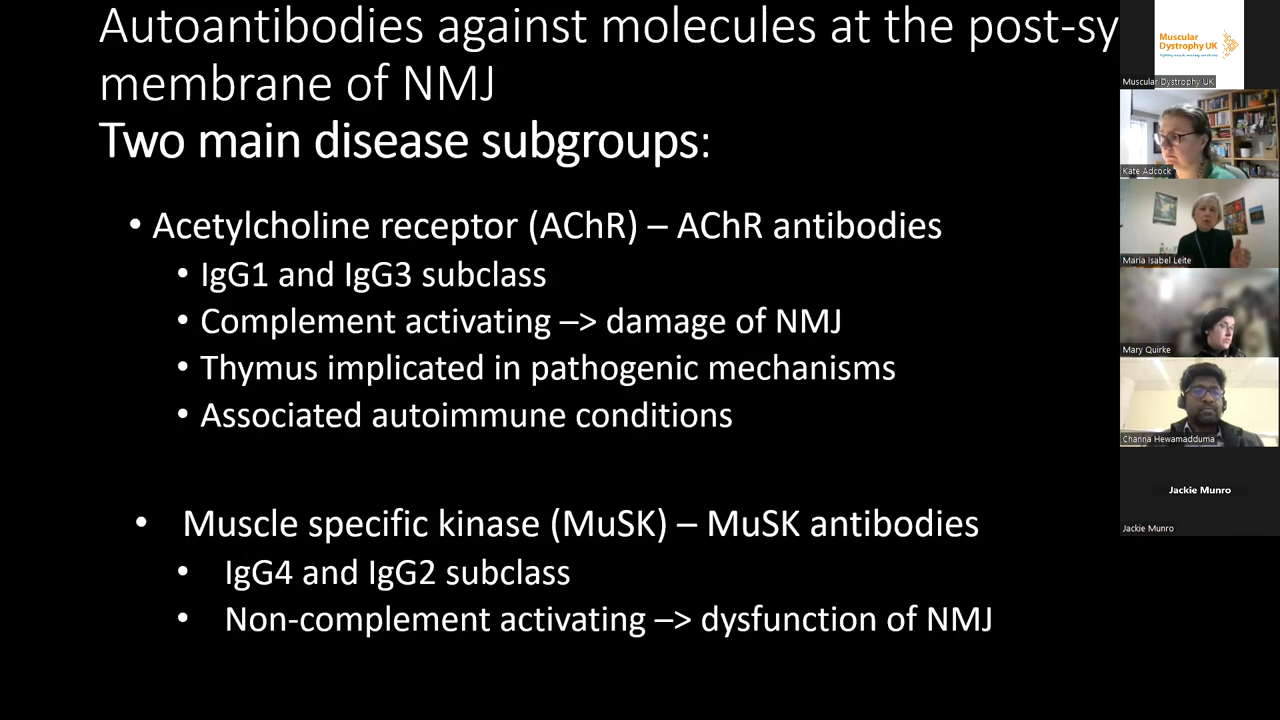 Autoantibodies against molecules at the post-sy
membrane of NMJ
Two main disease subgroups:
• Acetylcholine receptor (AChR) – AChR antibodies
• IgG1 and IgG3 subclass
• Complement activating –> damage of NMJ
• Thymus implicated in pathogenic mechanisms
• Associated autoimmune conditions
• Muscle specific kinase (MuSK) – MuSK antibodies
• IgG4 and IgG2 subclass
• Non-complement activating –> dysfunction of NMJ
Muscular
Dystrophy UK
Muscular Dystrophy UK
Kate Adcock
Maria Isabel Leite
Mary Quirke
Channa Hewamadduma
Jackie Munro
Jackie Munro